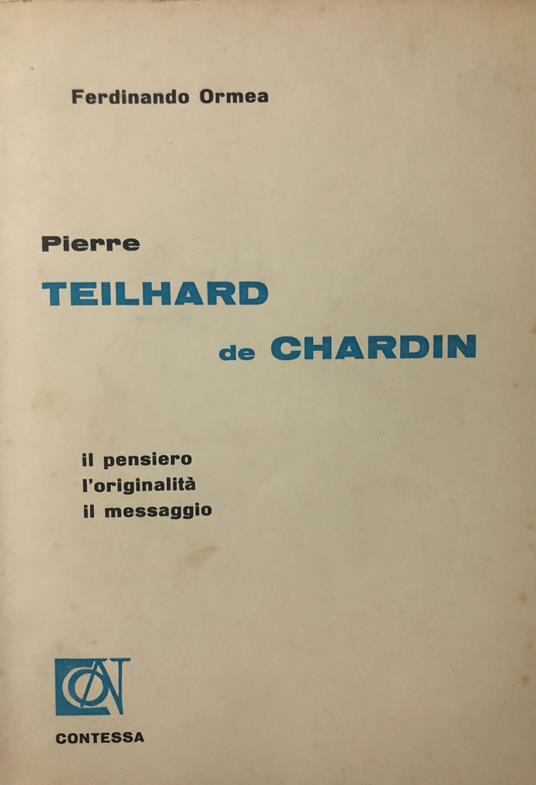 Ferdinando Ormea
Pierre
TEILHARD
de CHARDIN
il pensiero
l'originalità
il messaggio
CONTESSA